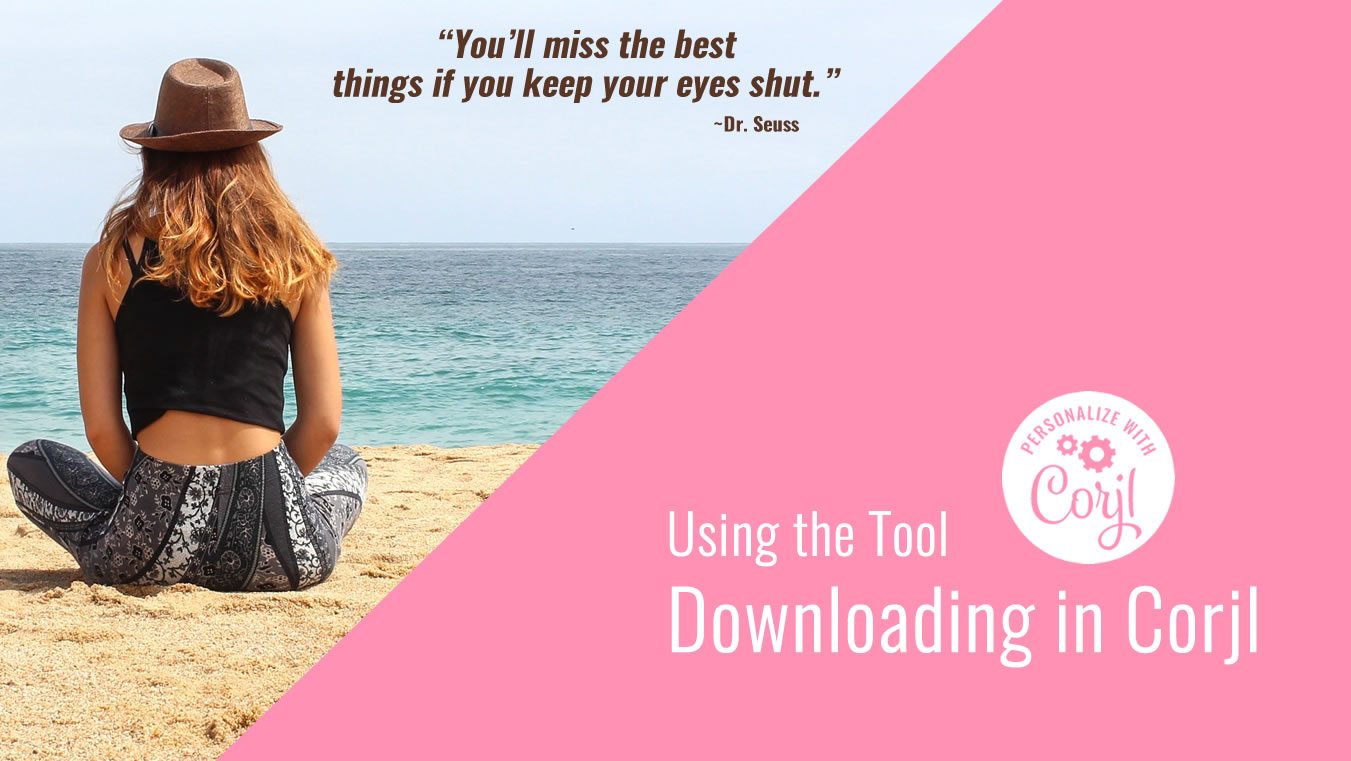 “You’ll miss the best
things if you keep your eyes shut.”
~Dr. Seuss
PERSONALIZE WITH
Corjl
Using the Tool
Downloading in Corjl